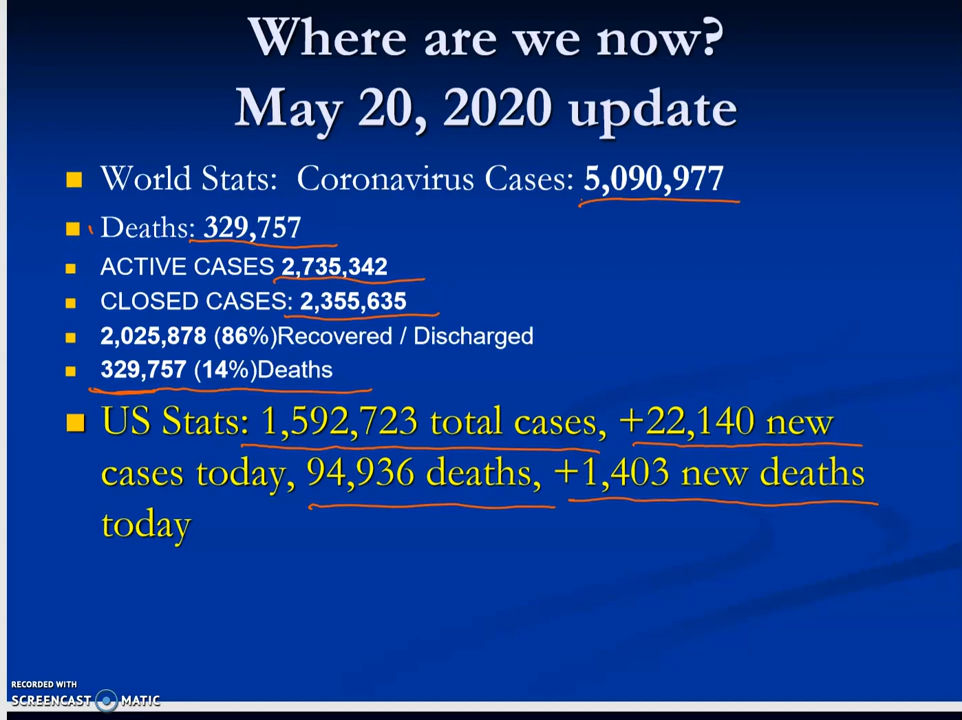 Where are we now?
May 20, 2020 update
World Stats: Coronavirus Cases: 5,090,977
Deaths: 329,757
ACTIVE CASES 2,735,342
CLOSED CASES: 2,355,635
2,025,878 (86%)Recovered / Discharged
329,757 (14%)Deaths
US Stats: 1,592,723 total cases, +22,140 new
cases today, 94,936 deaths, +1,403 new deaths
today
RECORDED WITH
SCREENCAST MATIC